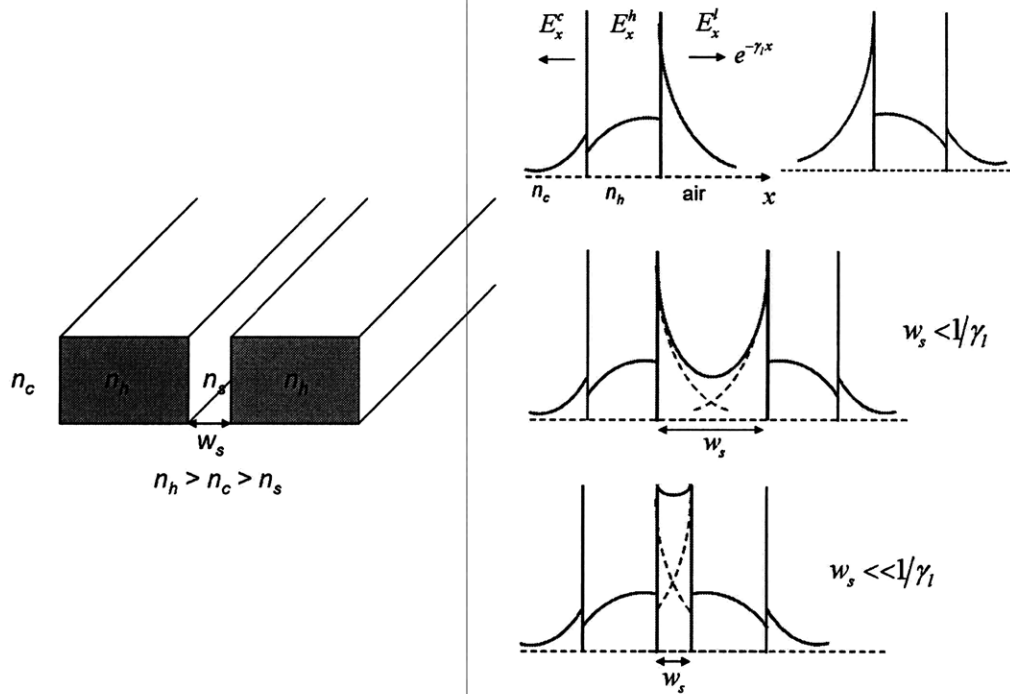 n_c
n_h
n_s
n_h
w_s
n_h > n_c > n_s
E_x^c
E_x^h
E_x^l
e^{-γ_l x}
n_c
n_h
air
x
w_s < 1/γ_l
w_s
w_s << 1/γ_l
w_s